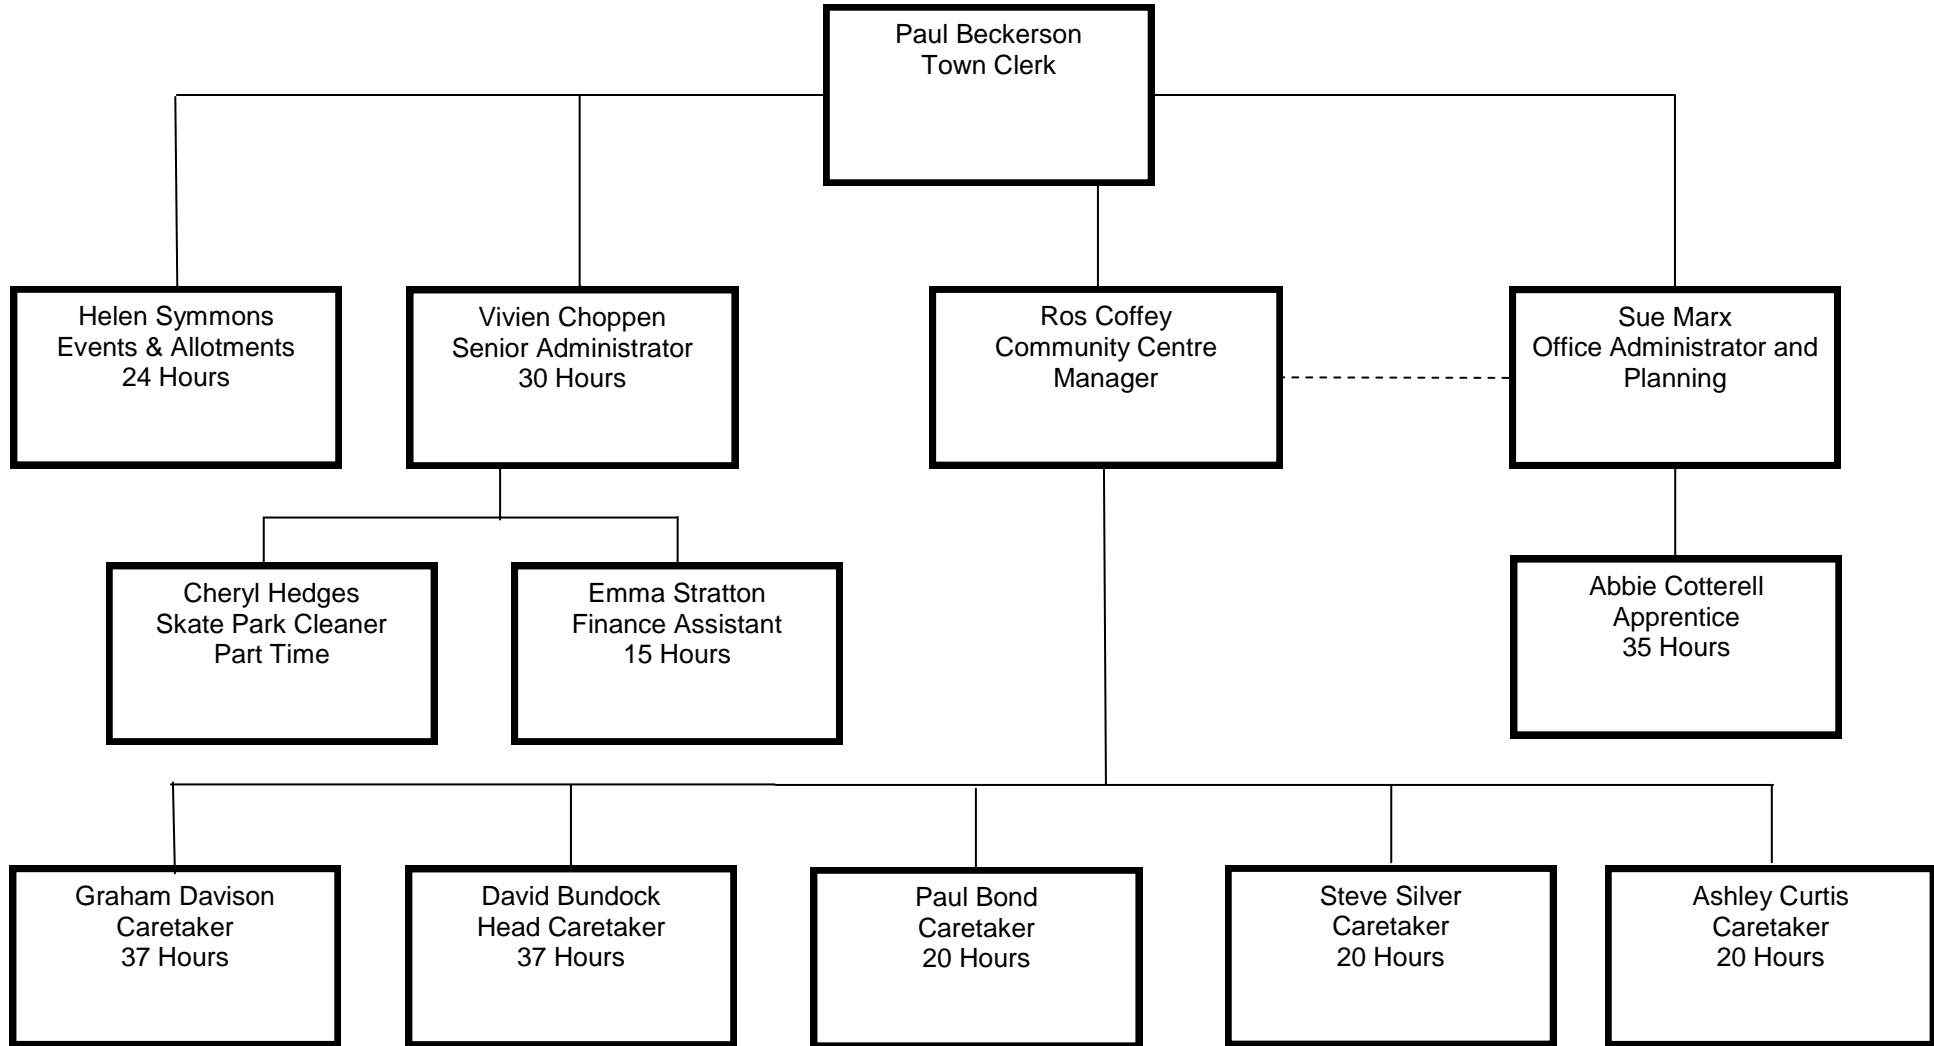 Paul Beckerson
Town Clerk
Helen Symmons
Events & Allotments
24 Hours
Vivien Choppen
Senior Administrator
30 Hours
Ros Coffey
Community Centre
Manager
Sue Marx
Office Administrator and
Planning
Cheryl Hedges
Skate Park Cleaner
Part Time
Emma Stratton
Finance Assistant
15 Hours
Abbie Cotterell
Apprentice
35 Hours
Graham Davison
Caretaker
37 Hours
David Bundock
Head Caretaker
37 Hours
Paul Bond
Caretaker
20 Hours
Steve Silver
Caretaker
20 Hours
Ashley Curtis
Caretaker
20 Hours